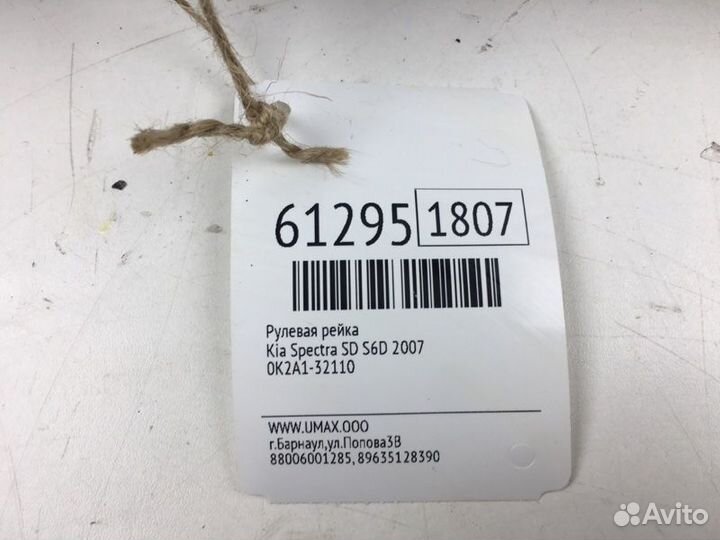 61295 1807
Рулевая рейка
Kia Spectra SD S6D 2007
0K2A1-32110
WWW.UMAX.OOO
г.Барнаул,ул.Попова3В
88006001285, 89635128390
Avito